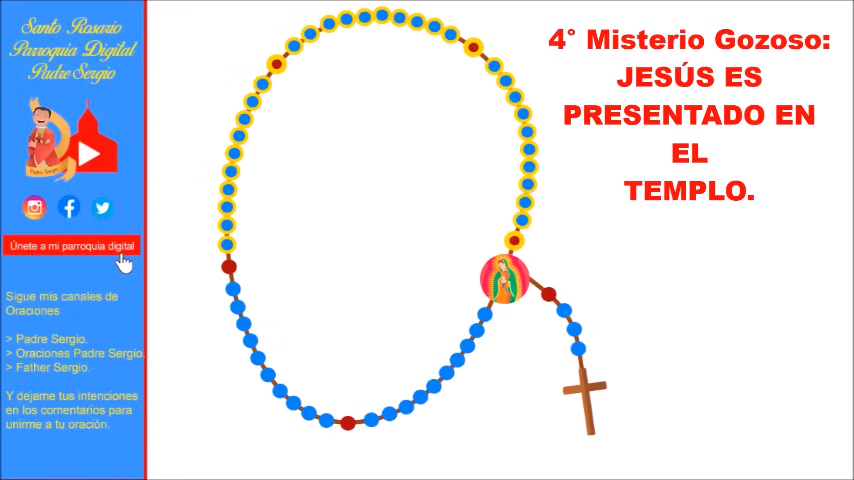 Santo Rosario
Parroquia Digital
Padre Sergio
Padre Sergio
Únete a mi parroquia digital
Sigue mis canales de
Oraciones
> Padre Sergio.
> Oraciones Padre Sergio.
> Father Sergio.
Y dejame tus intenciones
en los comentarios para
unirme a tu oración.
4° Misterio Gozoso:
JESÚS ES
PRESENTADO EN
EL
TEMPLO.